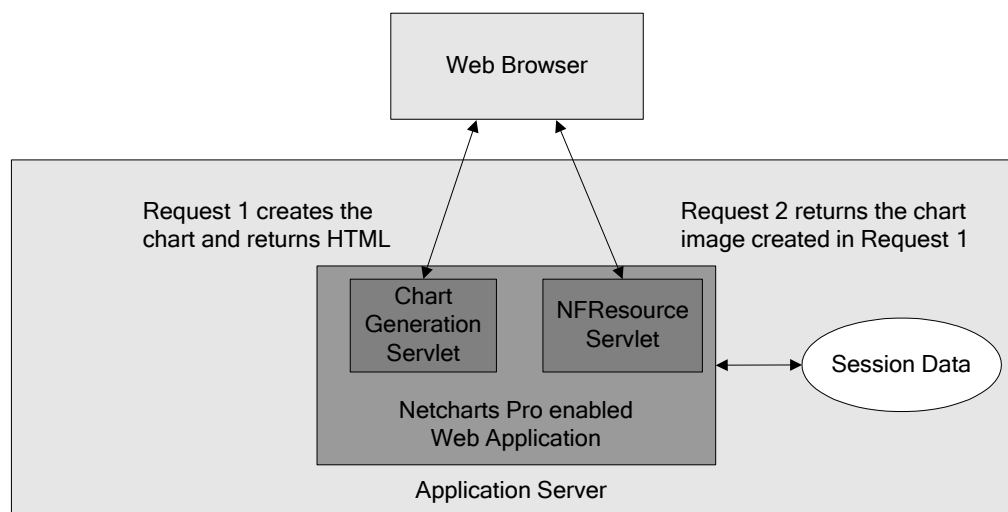 Web Browser
Request 1 creates the
chart and returns HTML
Request 2 returns the chart
image created in Request 1
Chart
Generation
Servlet
NFResource
Servlet
Session Data
Netcharts Pro enabled
Web Application
Application Server